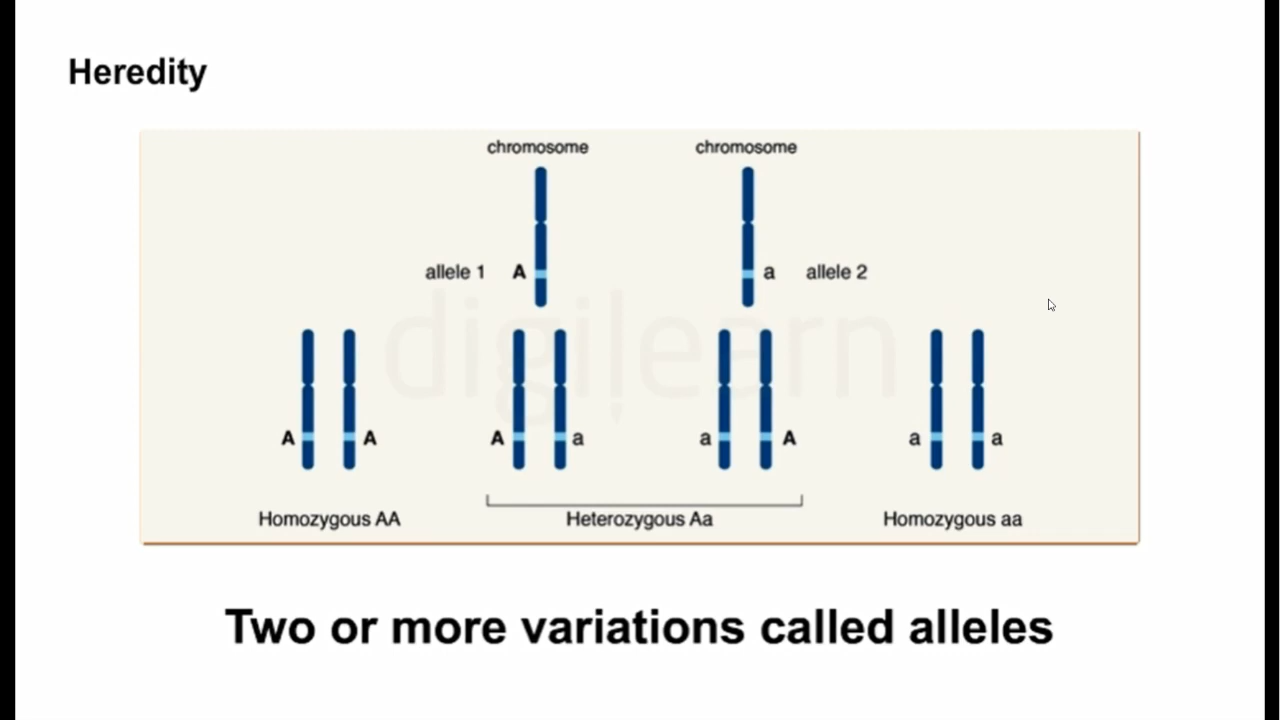 Heredity
chromosome chromosome
allele 1 A a allele 2
digilearn
A A A a a A a a
Homozygous AA Heterozygous Aa Homozygous aa
Two or more variations called alleles